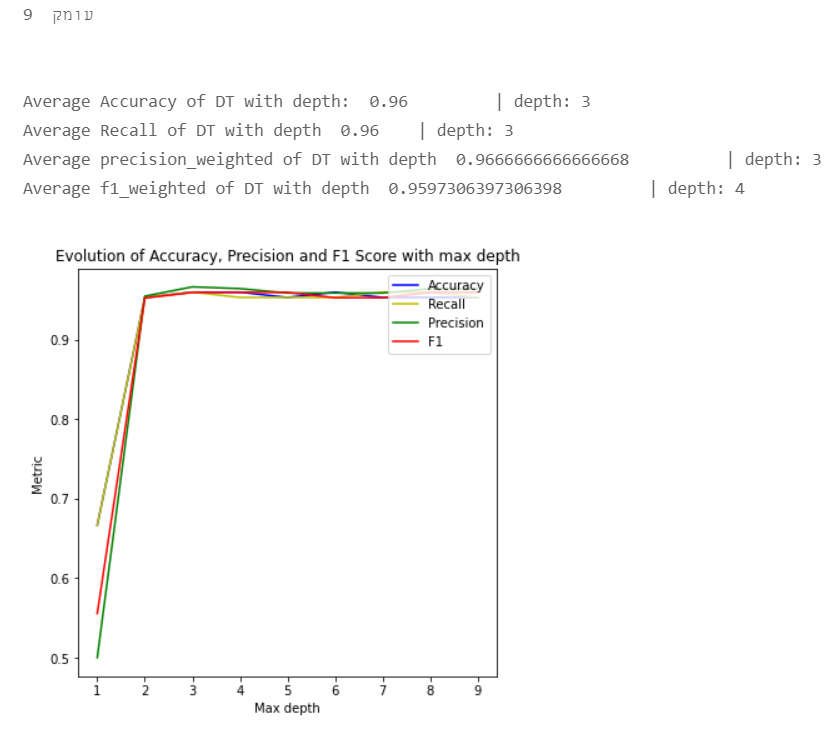 עומק 9
Average Accuracy of DT with depth:  0.96         | depth: 3
Average Recall of DT with depth  0.96    | depth: 3
Average precision_weighted of DT with depth  0.9666666666666668          | depth: 3
Average f1_weighted of DT with depth  0.9597306397306398         | depth: 4
Evolution of Accuracy, Precision and F1 Score with max depth
Accuracy
Recall
Precision
F1
Metric
0.9
0.8
0.7
0.6
0.5
1 2 3 4 5 6 7 8 9
Max depth